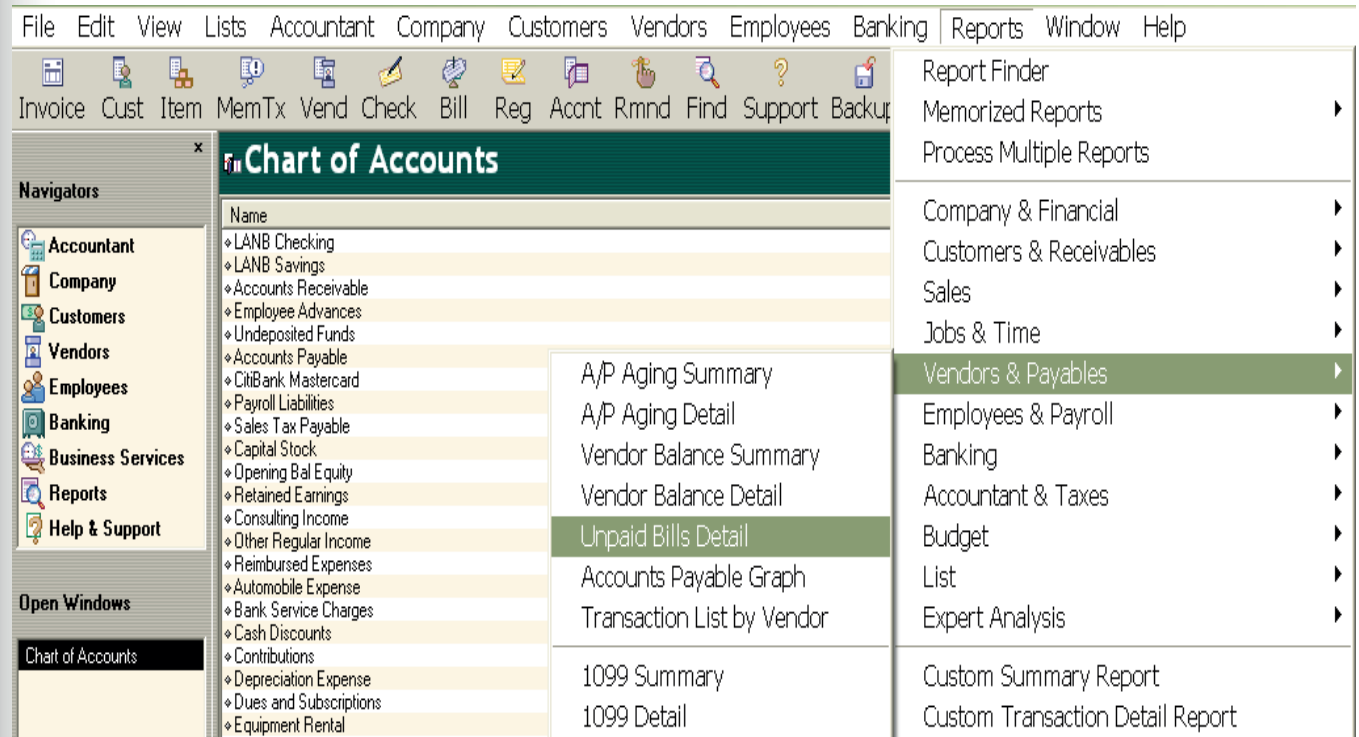 File Edit View Lists Accountant Company Customers Vendors Employees Banking Reports Window Help
Invoice Cust Item MemTx Vend Check Bill Reg Accnt Rmnd Find Support Backup
Navigators
Accountant
Company
Customers
Vendors
Employees
Banking
Business Services
Reports
Help & Support
Open Windows
Chart of Accounts
Chart of Accounts
Name
LANB Checking
LANB Savings
Accounts Receivable
Employee Advances
Undeposited Funds
Accounts Payable
CitiBank Mastercard
Payroll Liabilities
Sales Tax Payable
Capital Stock
Opening Bal Equity
Retained Earnings
Consulting Income
Other Regular Income
Reimbursed Expenses
Automobile Expense
Bank Service Charges
Cash Discounts
Contributions
Depreciation Expense
Dues and Subscriptions
Equipment Rental
A/P Aging Summary
A/P Aging Detail
Vendor Balance Summary
Vendor Balance Detail
Unpaid Bills Detail
Accounts Payable Graph
Transaction List by Vendor
1099 Summary
1099 Detail
Report Finder
Memorized Reports
Process Multiple Reports
Company & Financial
Customers & Receivables
Sales
Jobs & Time
Vendors & Payables
Employees & Payroll
Banking
Accountant & Taxes
Budget
List
Expert Analysis
Custom Summary Report
Custom Transaction Detail Report